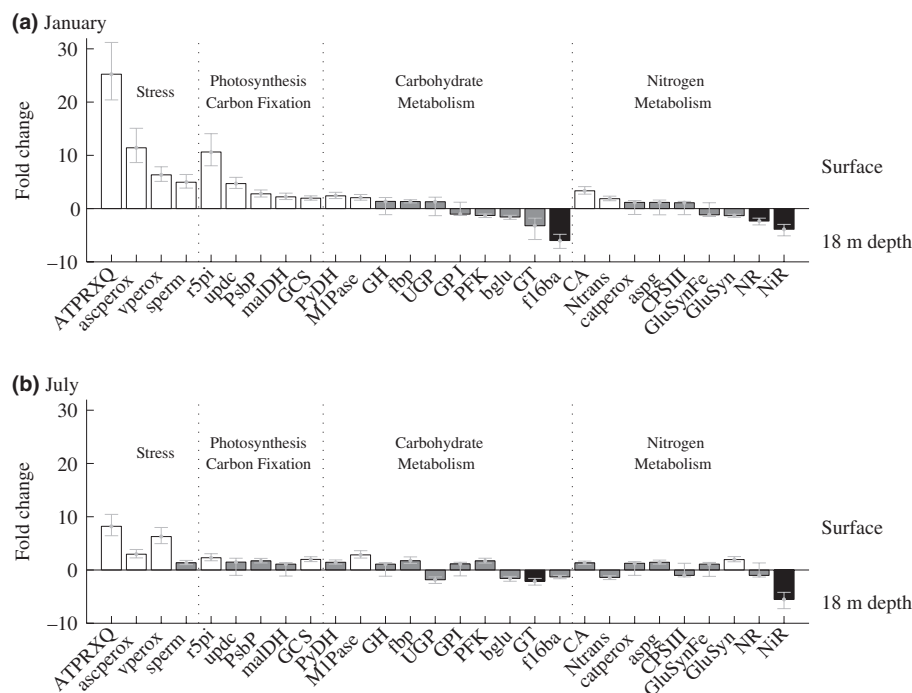 (a) January
30
20
10
0
−10
Fold change
Stress
Photosynthesis
Carbon Fixation
Carbohydrate
Metabolism
Nitrogen
Metabolism
Surface
18 m depth
ATPRXQ
ascperox
vperox
sperm
r5pi
updc
PsbP
malDH
GCS
PyDH
M1Pase
GH
fbp
UGP
GPI
PFK
bglu
GT
f16ba
CA
Ntrans
catperox
aspg
CPSIII
GluSynFe
GluSyn
NR
NiR
(b) July
30
20
10
0
−10
Fold change
Stress
Photosynthesis
Carbon Fixation
Carbohydrate
Metabolism
Nitrogen
Metabolism
Surface
18 m depth
ATPRXQ
ascperox
vperox
sperm
r5pi
updc
PsbP
malDH
GCS
PyDH
M1Pase
GH
fbp
UGP
GPI
PFK
bglu
GT
f16ba
CA
Ntrans
catperox
aspg
CPSIII
GluSynFe
GluSyn
NR
NiR